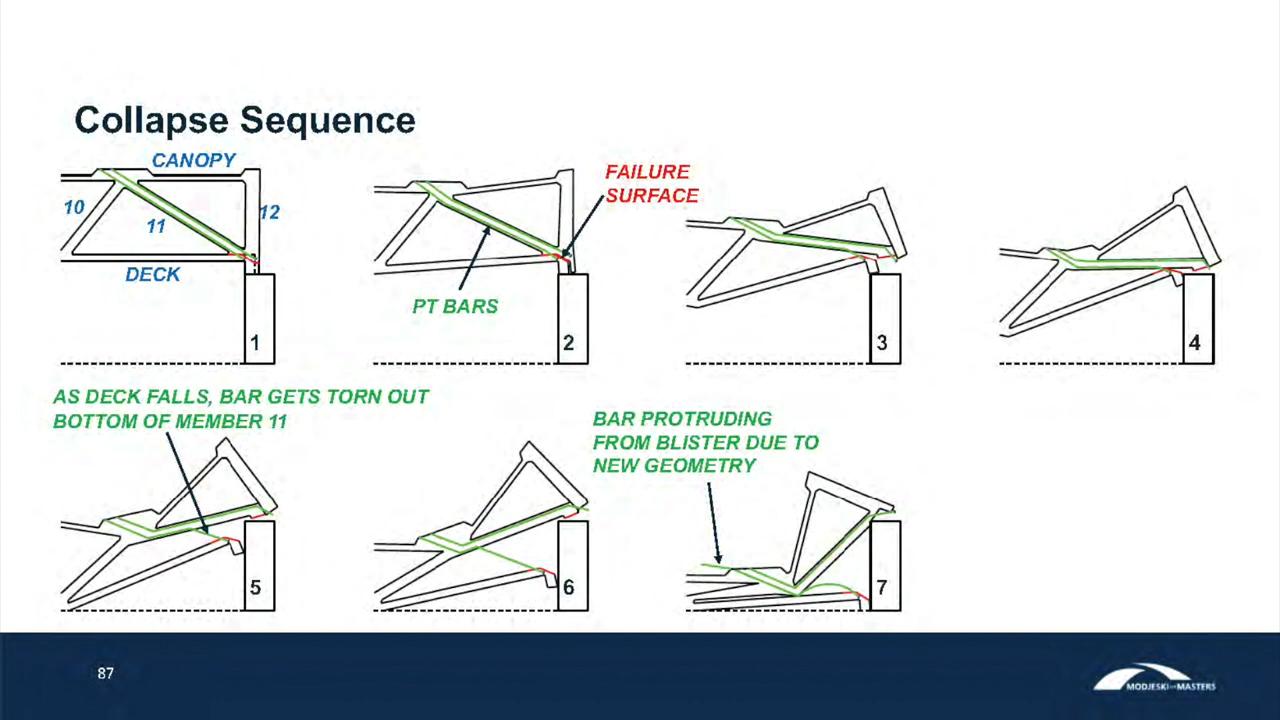 Collapse Sequence
CANOPY
10
11
12
DECK
1
FAILURE
SURFACE
PT BARS
2
3
4
AS DECK FALLS, BAR GETS TORN OUT
BOTTOM OF MEMBER 11
BAR PROTRUDING
FROM BLISTER DUE TO
NEW GEOMETRY
5
6
7
87
MODJESKI and MASTERS